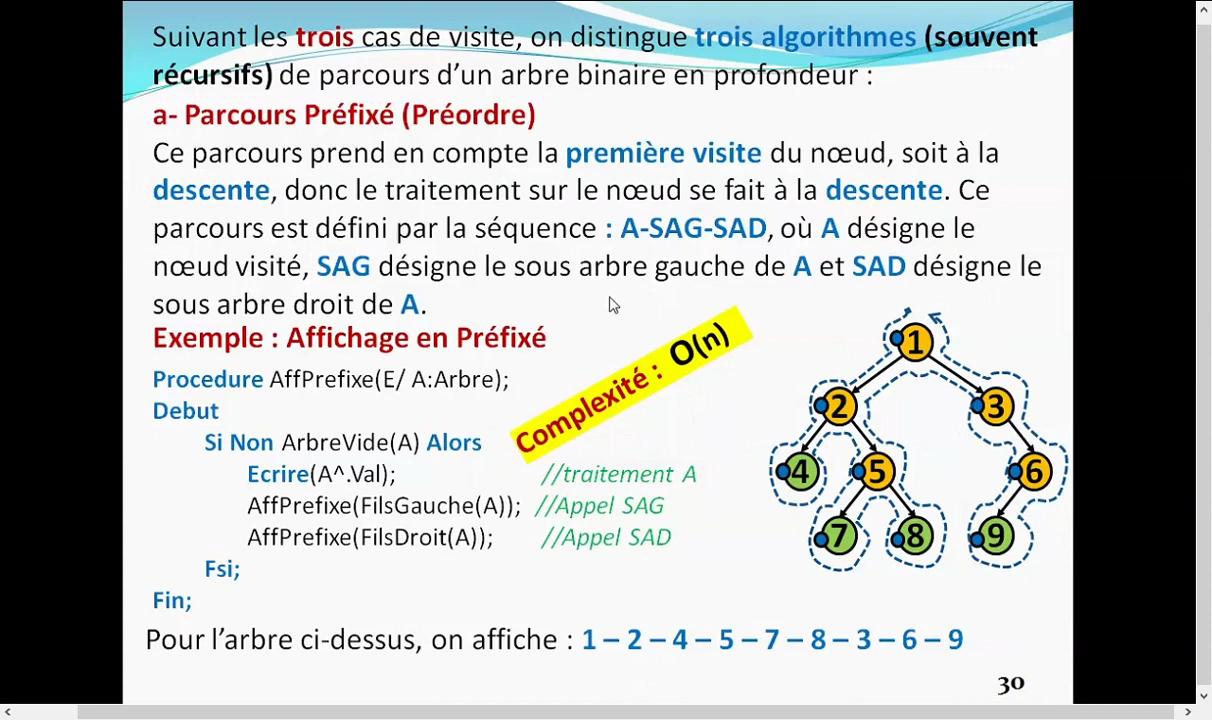 Suivant les trois cas de visite, on distingue trois algorithmes (souvent
récursifs) de parcours d’un arbre binaire en profondeur :
a- Parcours Préfixé (Préordre)
Ce parcours prend en compte la première visite du nœud, soit à la
descente, donc le traitement sur le nœud se fait à la descente. Ce
parcours est défini par la séquence : A-SAG-SAD, où A désigne le
nœud visité, SAG désigne le sous arbre gauche de A et SAD désigne le
sous arbre droit de A.
Exemple : Affichage en Préfixé
Complexité : O(n)
Procedure AffPrefixe(E/ A:Arbre);
Debut
Si Non ArbreVide(A) Alors
Ecrire(A^.Val); //traitement A
AffPrefixe(FilsGauche(A)); //Appel SAG
AffPrefixe(FilsDroit(A)); //Appel SAD
Fsi;
Fin;
1
2 3
4 5 6
7 8 9
Pour l’arbre ci-dessus, on affiche : 1 – 2 – 4 – 5 – 7 – 8 – 3 – 6 – 9
30